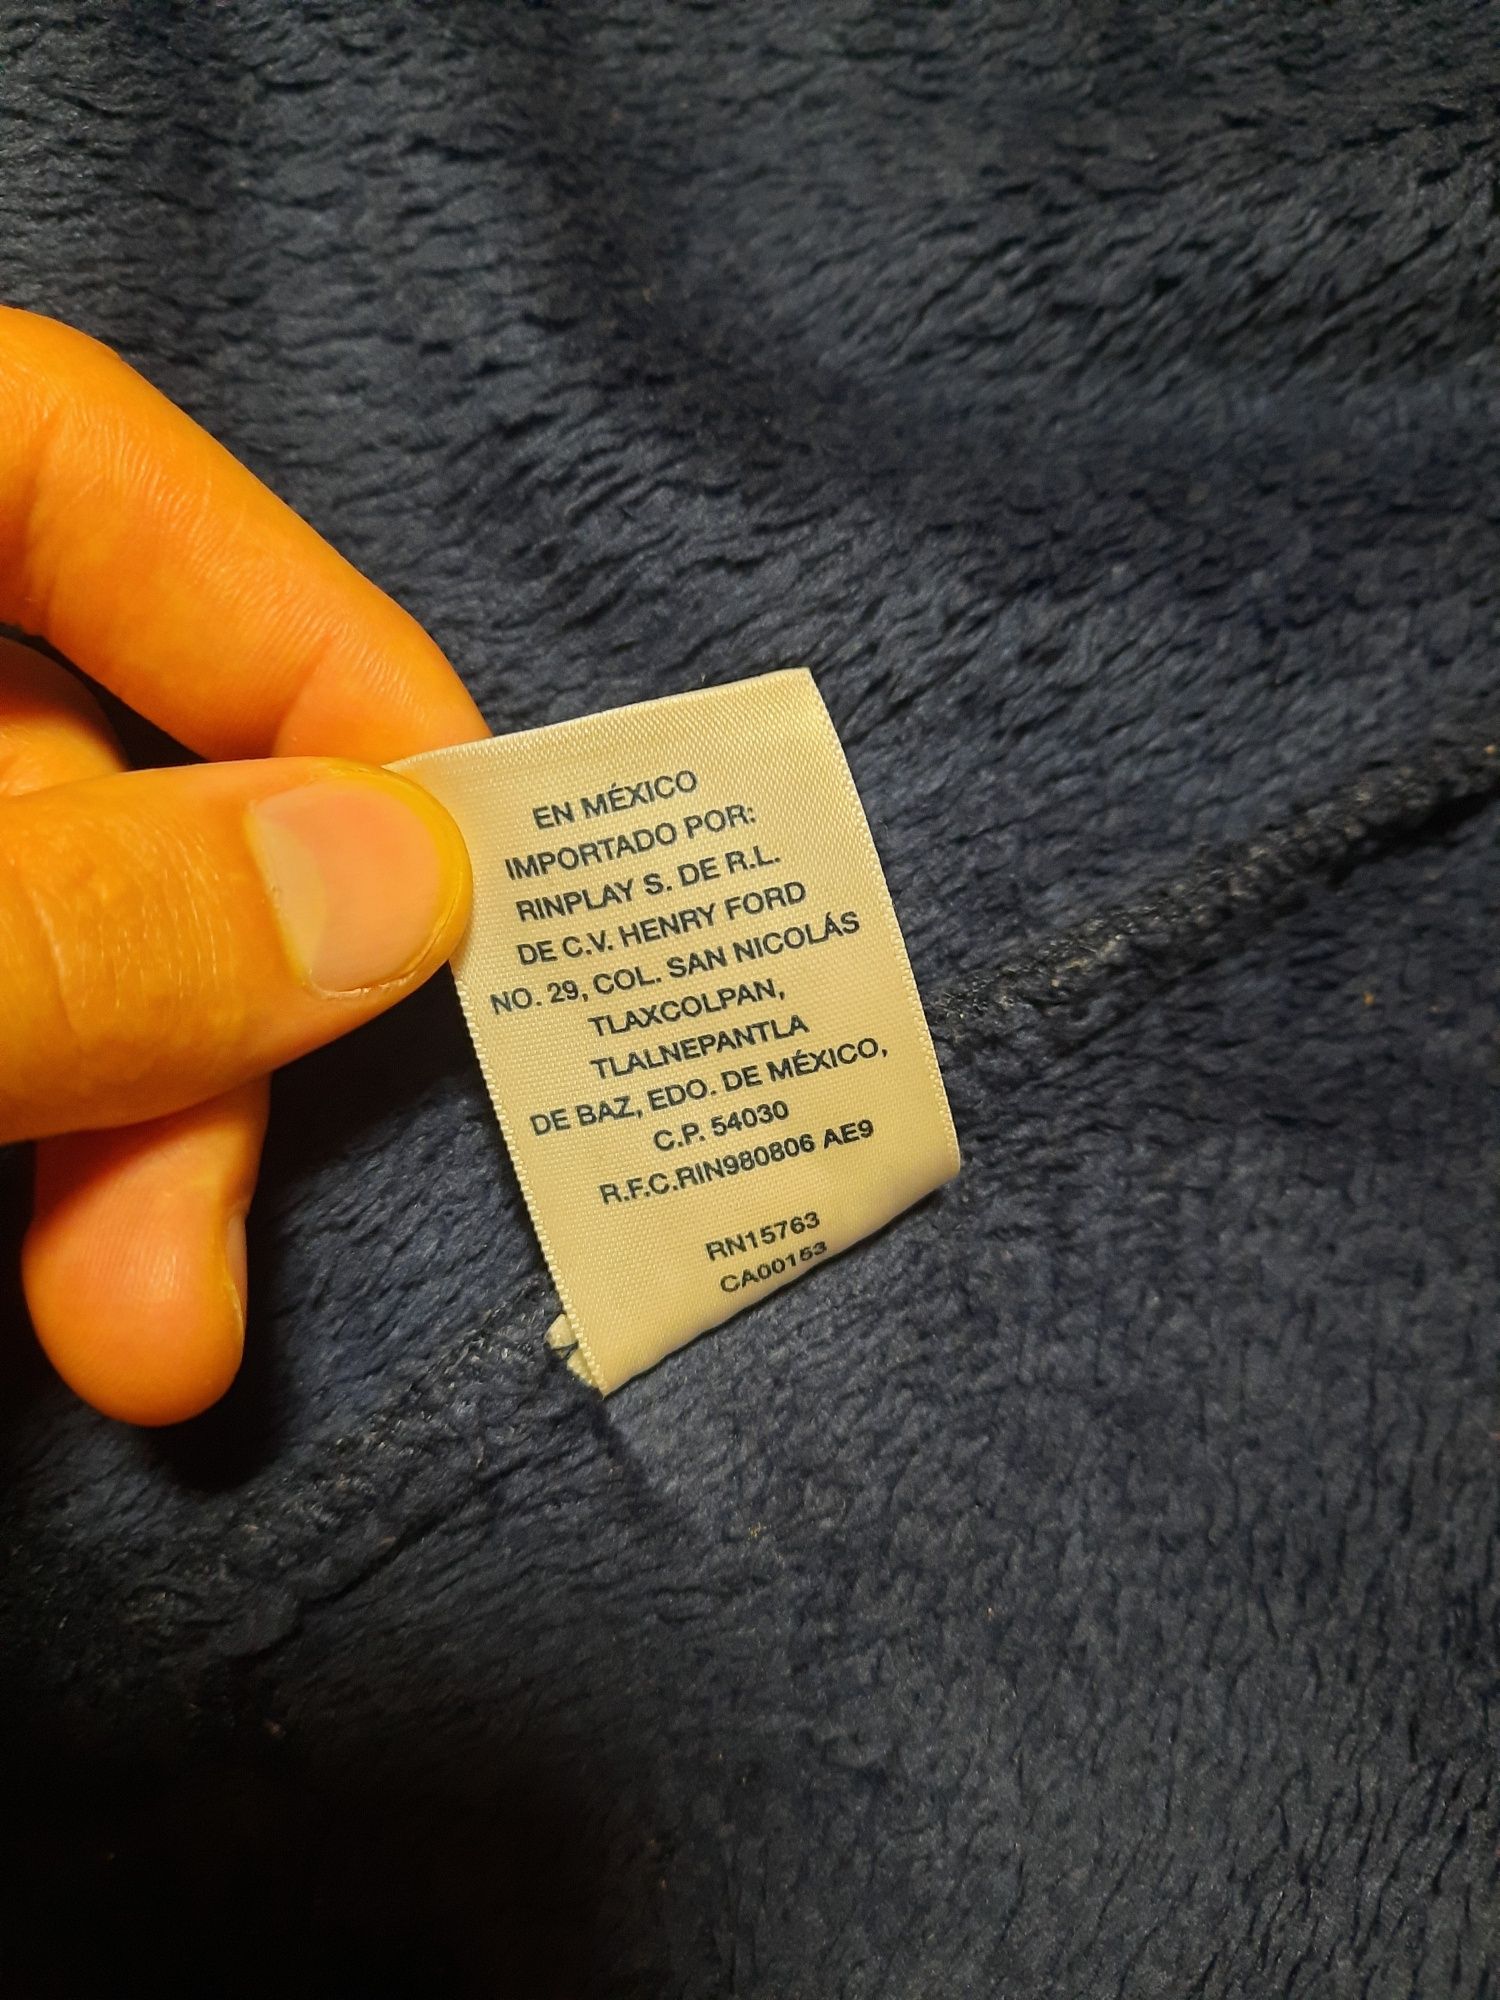 EN MÉXICO
IMPORTADO POR:
RINPLAY S. DE R.L.
DE C.V. HENRY FORD
NO. 29, COL. SAN NICOLÁS
TLAXCOLPAN,
TLALNEPANTLA
DE BAZ, EDO. DE MÉXICO,
C.P. 54030
R.F.C.RIN980806 AE9
RN15763
CA00153